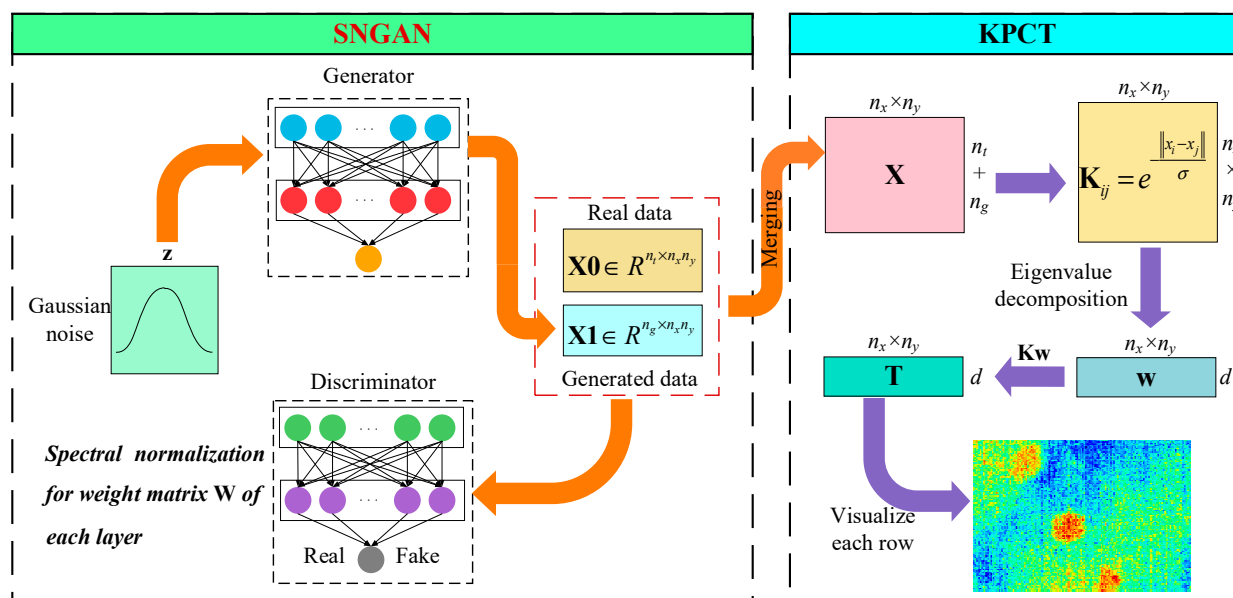 SNGAN
Generator
z
Gaussian
noise
Real data
X0 ∈ R^{n_t×n_x n_y}
X1 ∈ R^{n_g×n_x n_y}
Generated data
Discriminator
Spectral normalization
for weight matrix W of
each layer
Real Fake
Merging
KPCT
n_x×n_y
X
n_t
+
n_g
n_x×n_y
K_{ij} = e^{‖x_i−x_j‖/σ}
×
Eigenvalue
decomposition
n_x×n_y
T
d
Kw
n_x×n_y
w
d
Visualize
each row